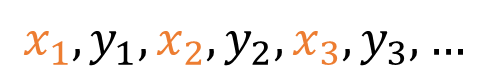 x₁, y₁, x₂, y₂, x₃, y₃, ...